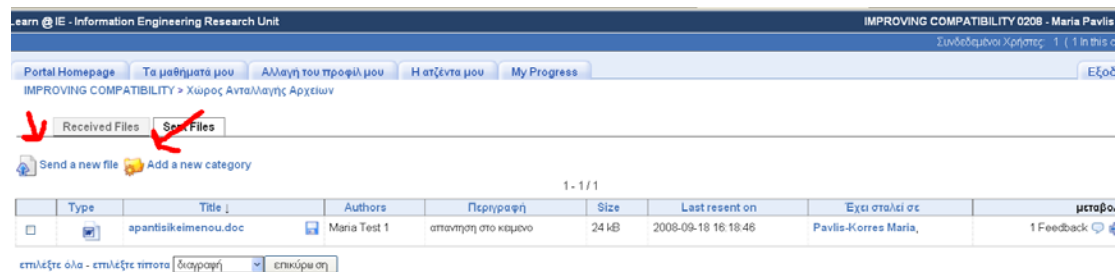 earn @ IE - Information Engineering Research Unit IMPROVING COMPATIBILITY 0208 - Maria Pavlis
Συνδεδεμένοι Χρήστες: 1 ( 1 In this c
Portal Homepage Τα μαθήματά μου Αλλαγή του προφίλ μου Η ατζέντα μου My Progress Εξοδ
IMPROVING COMPATIBILITY > Χώρος Ανταλλαγής Αρχείων
Received Files Sent Files
Send a new file Add a new category
1 - 1 / 1
Type Title ↓ Authors Περιγραφή Size Last resent on Έχει σταλεί σε μεταβολ
apantisikeimenou.doc Maria Test 1 απαντηση στο κειμενο 24 kB 2008-09-18 16:18:46 Pavlis-Korres Maria, 1 Feedback
επιλέξτε όλα - επιλέξτε τίποτα διαγραφή επικύρωση